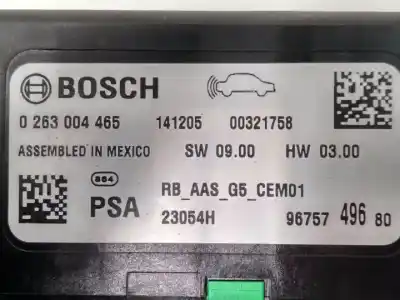 BOSCH
0 263 004 465 141205 00321758
ASSEMBLED IN MEXICO SW 09.00 HW 03.00
664 RB_AAS_G5_CEM01
PSA 23054H 96757 496 80